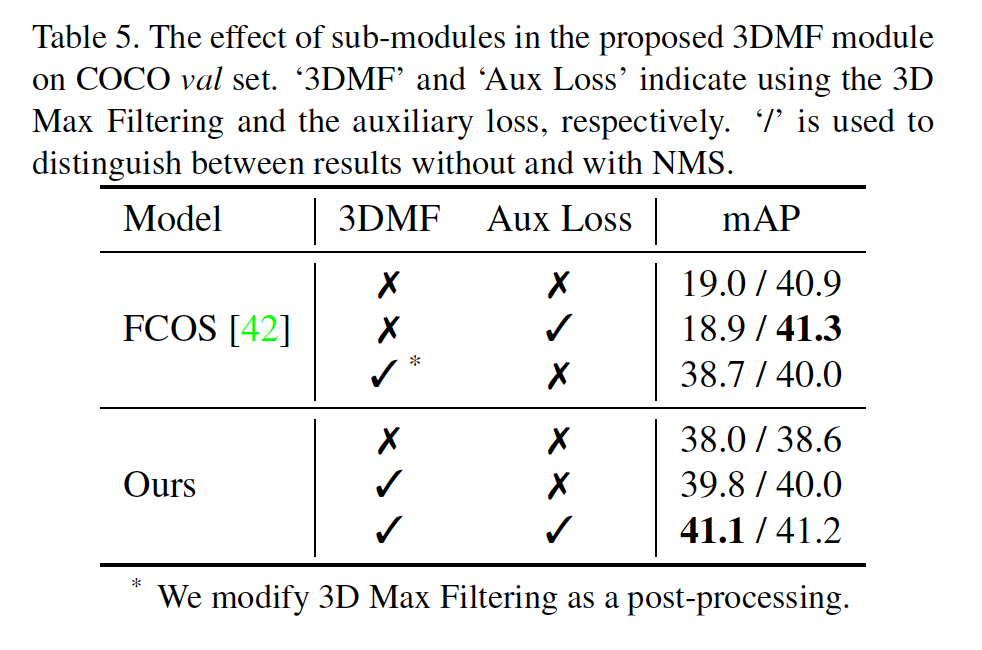 Table 5. The effect of sub-modules in the proposed 3DMF module
on COCO val set. ‘3DMF’ and ‘Aux Loss’ indicate using the 3D
Max Filtering and the auxiliary loss, respectively. ‘/’ is used to
distinguish between results without and with NMS.
Model 3DMF Aux Loss mAP
✗ ✗ 19.0 / 40.9
FCOS [42] ✗ ✓ 18.9 / 41.3
✓* ✗ 38.7 / 40.0
✗ ✗ 38.0 / 38.6
Ours ✓ ✗ 39.8 / 40.0
✓ ✓ 41.1 / 41.2
* We modify 3D Max Filtering as a post-processing.